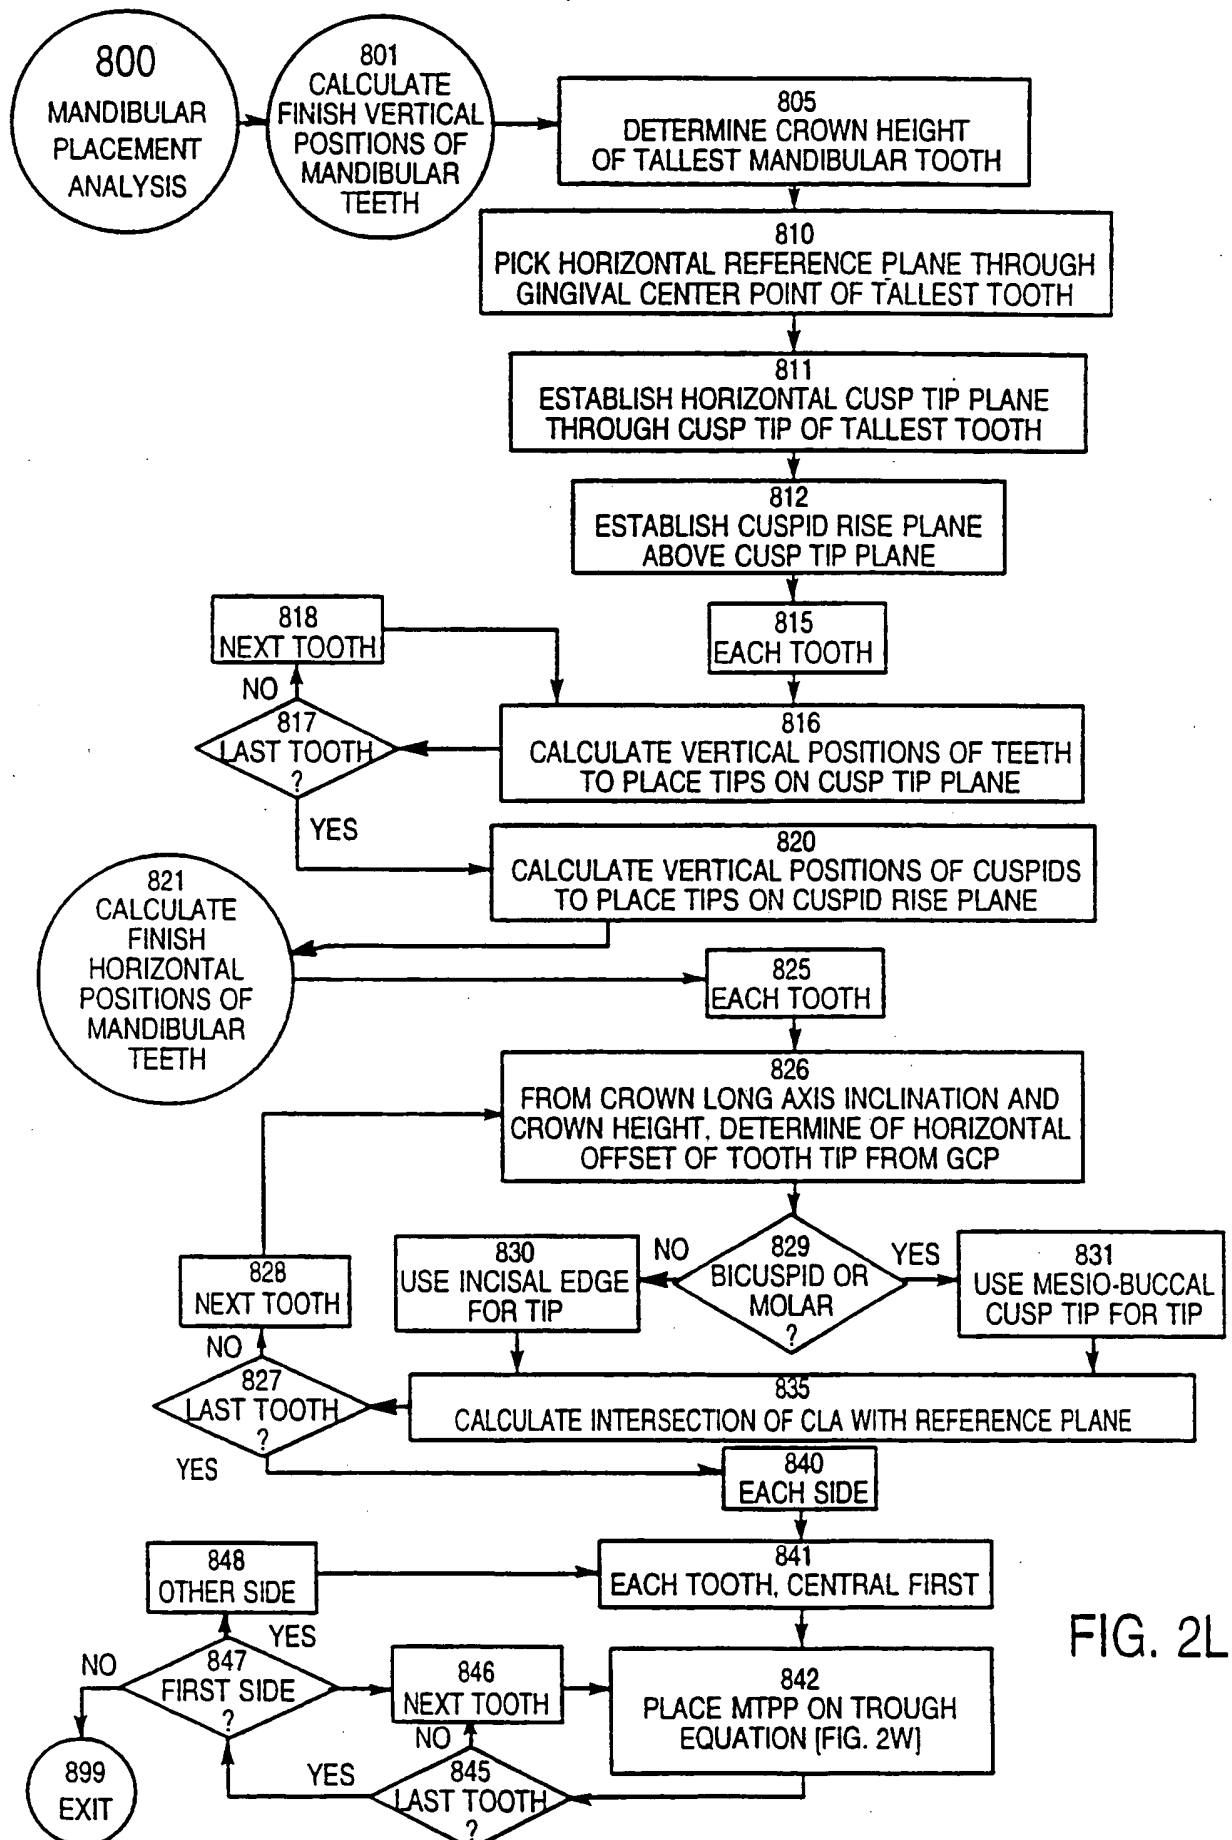 800
MANDIBULAR
PLACEMENT
ANALYSIS
801
CALCULATE
FINISH VERTICAL
POSITIONS OF
MANDIBULAR
TEETH
805
DETERMINE CROWN HEIGHT
OF TALLEST MANDIBULAR TOOTH
810
PICK HORIZONTAL REFERENCE PLANE THROUGH
GINGIVAL CENTER POINT OF TALLEST TOOTH
811
ESTABLISH HORIZONTAL CUSP TIP PLANE
THROUGH CUSP TIP OF TALLEST TOOTH
812
ESTABLISH CUSPID RISE PLANE
ABOVE CUSP TIP PLANE
815
EACH TOOTH
818
NEXT TOOTH
NO
817
LAST TOOTH
?
YES
816
CALCULATE VERTICAL POSITIONS OF TEETH
TO PLACE TIPS ON CUSP TIP PLANE
820
CALCULATE VERTICAL POSITIONS OF CUSPIDS
TO PLACE TIPS ON CUSPID RISE PLANE
821
CALCULATE
FINISH
HORIZONTAL
POSITIONS OF
MANDIBULAR
TEETH
825
EACH TOOTH
826
FROM CROWN LONG AXIS INCLINATION AND
CROWN HEIGHT, DETERMINE OF HORIZONTAL
OFFSET OF TOOTH TIP FROM GCP
829
BICUSPID OR
MOLAR
?
NO
YES
830
USE INCISAL EDGE
FOR TIP
831
USE MESIO-BUCCAL
CUSP TIP FOR TIP
828
NEXT TOOTH
NO
827
LAST TOOTH
?
YES
835
CALCULATE INTERSECTION OF CLA WITH REFERENCE PLANE
840
EACH SIDE
841
EACH TOOTH, CENTRAL FIRST
848
OTHER SIDE
YES
847
FIRST SIDE
?
NO
846
NEXT TOOTH
NO
842
PLACE MTPP ON TROUGH
EQUATION [FIG. 2W]
845
LAST TOOTH
?
YES
899
EXIT
FIG. 2L